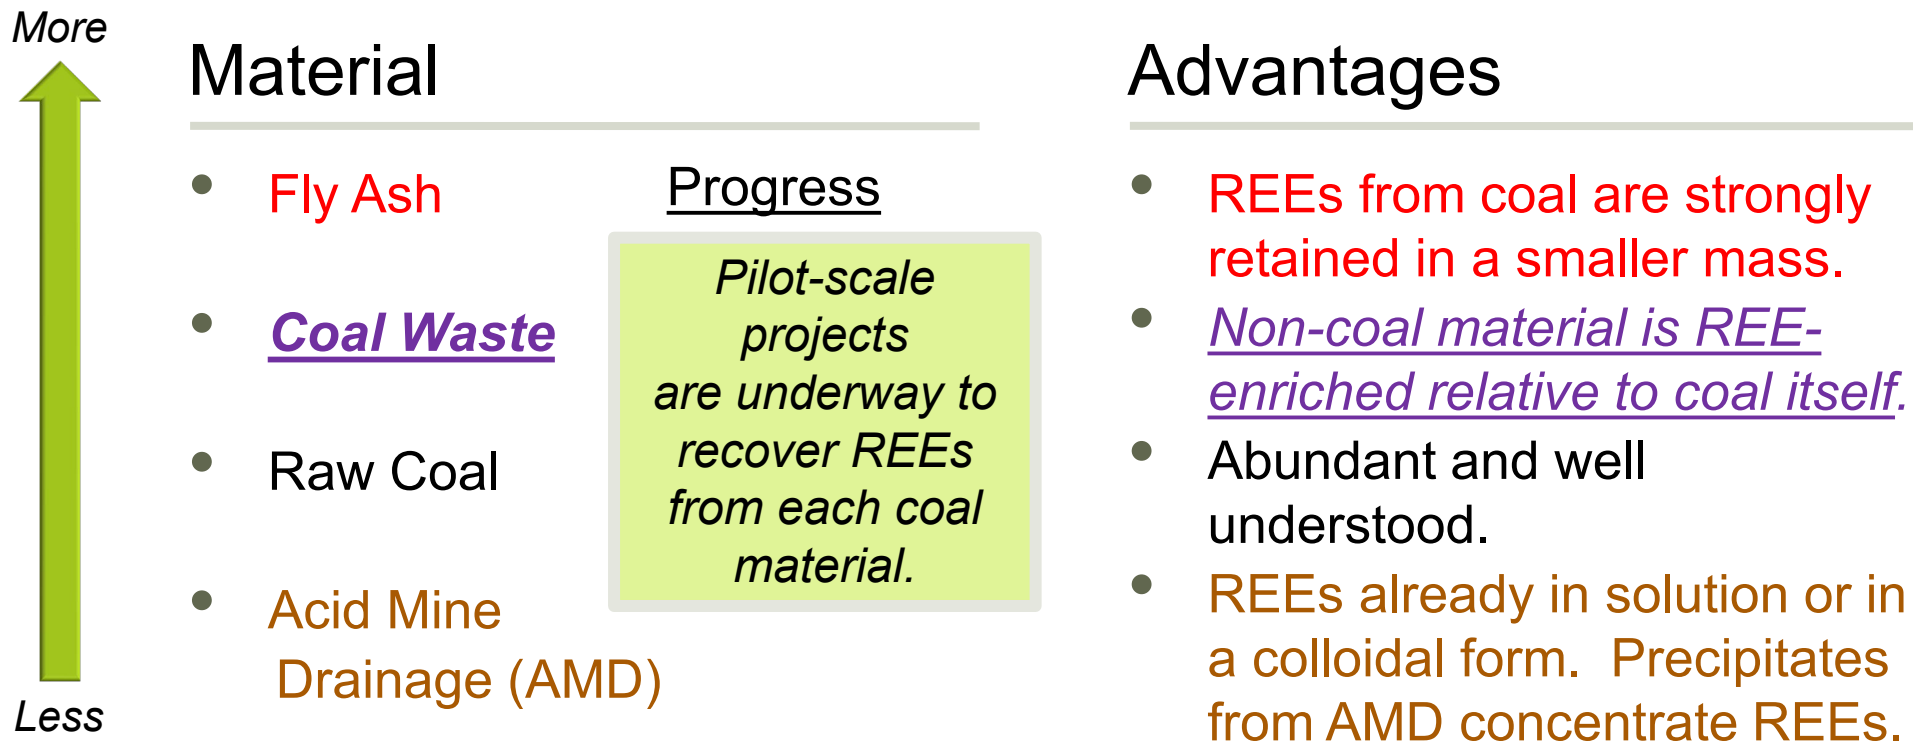 More
Less
Material
• Fly Ash
• Coal Waste
• Raw Coal
• Acid Mine
Drainage (AMD)
Progress
Pilot-scale
projects
are underway to
recover REEs
from each coal
material.
Advantages
• REEs from coal are strongly
retained in a smaller mass.
• Non-coal material is REE-
enriched relative to coal itself.
• Abundant and well
understood.
• REEs already in solution or in
a colloidal form.  Precipitates
from AMD concentrate REEs.